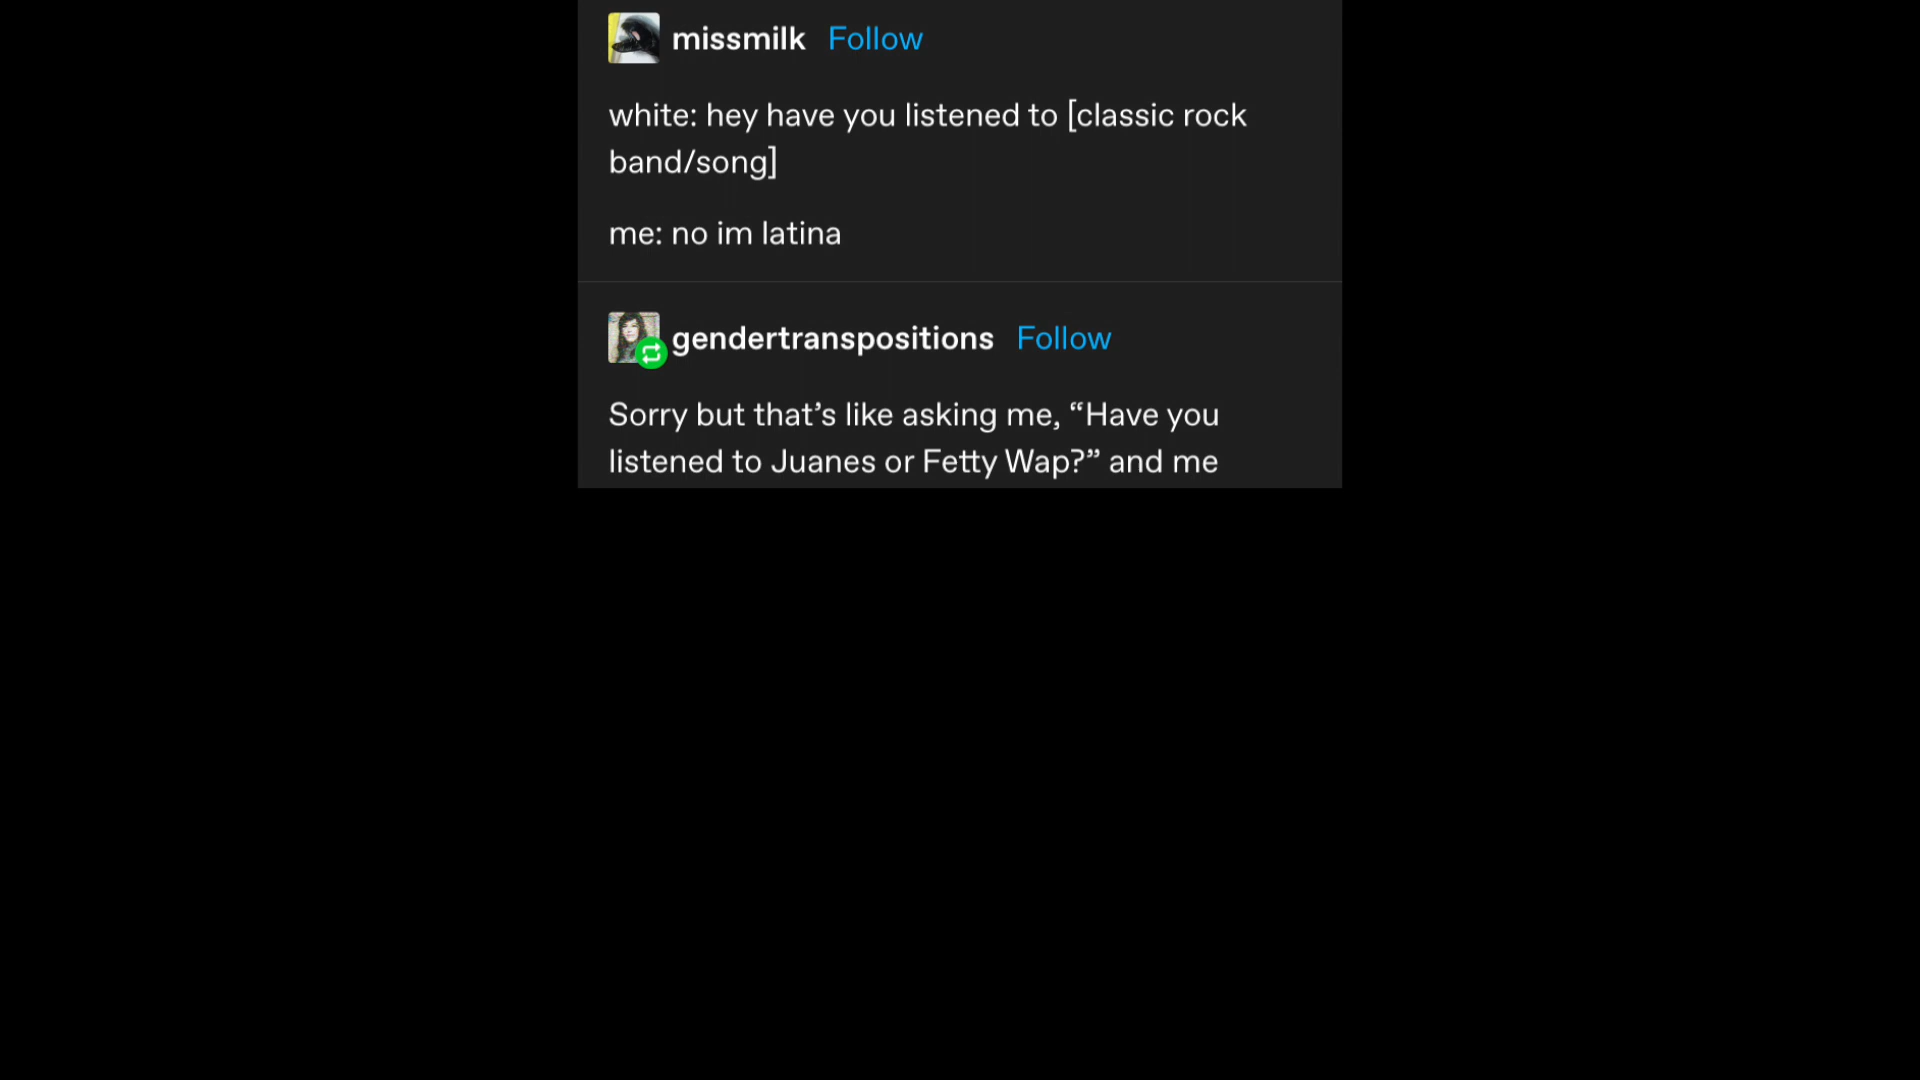 missmilk Follow
white: hey have you listened to [classic rock
band/song]
me: no im latina
gendertranspositions Follow
Sorry but that’s like asking me, “Have you
listened to Juanes or Fetty Wap?” and me